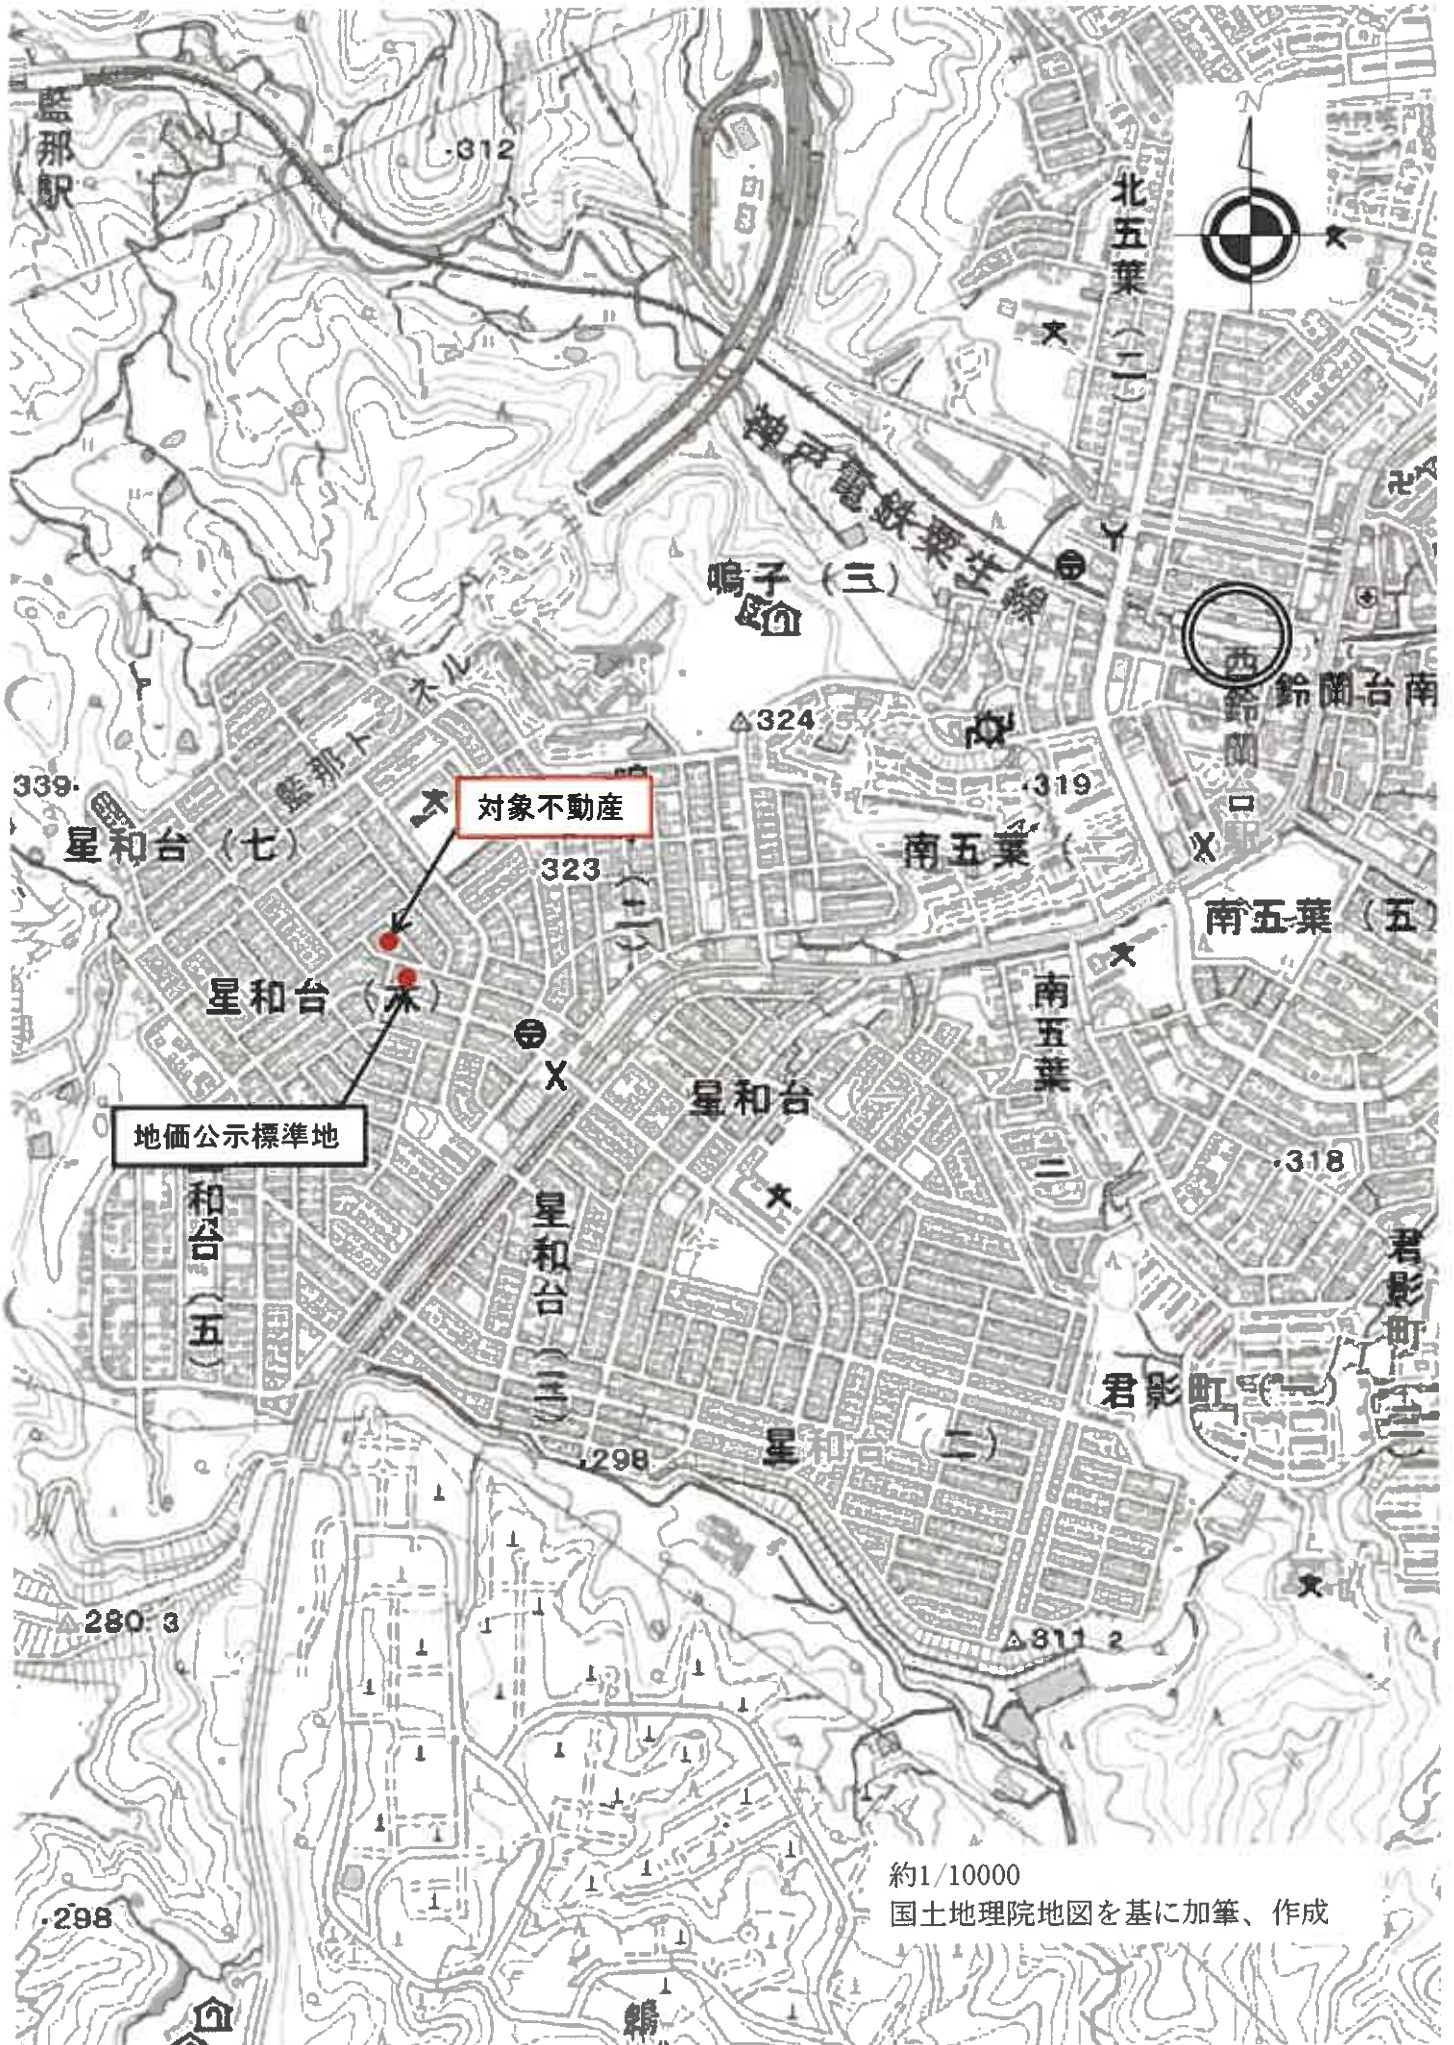 藍那駅
・312
N
北五葉（二）
神戸電鉄粟生線
鳴子（三）
西鈴蘭台駅
鈴蘭台南
324
・319
藍那トンネル
339・
対象不動産
星和台（七）
323
（二）
南五葉（
南五葉（五）
星和台（六）
南五葉二
星和台
地価公示標準地
・318
和台（五）
星和台（三）
君影町（一）
君影町（二）
星和台（二）
・298
280.3
311.2
約1/10000
国土地理院地図を基に加筆、作成
・298